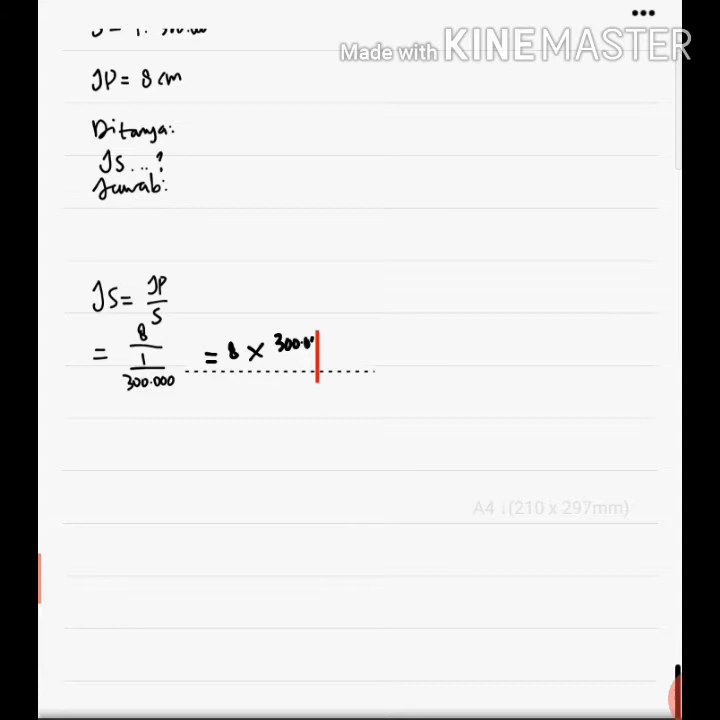 Made with KINEMASTER
JP = 8 cm
Ditanya:
JS...?
Jawab:
JS = JP
S
= 8
1
300.000
= 8 × 300.0
A4 ↓(210 x 297mm)